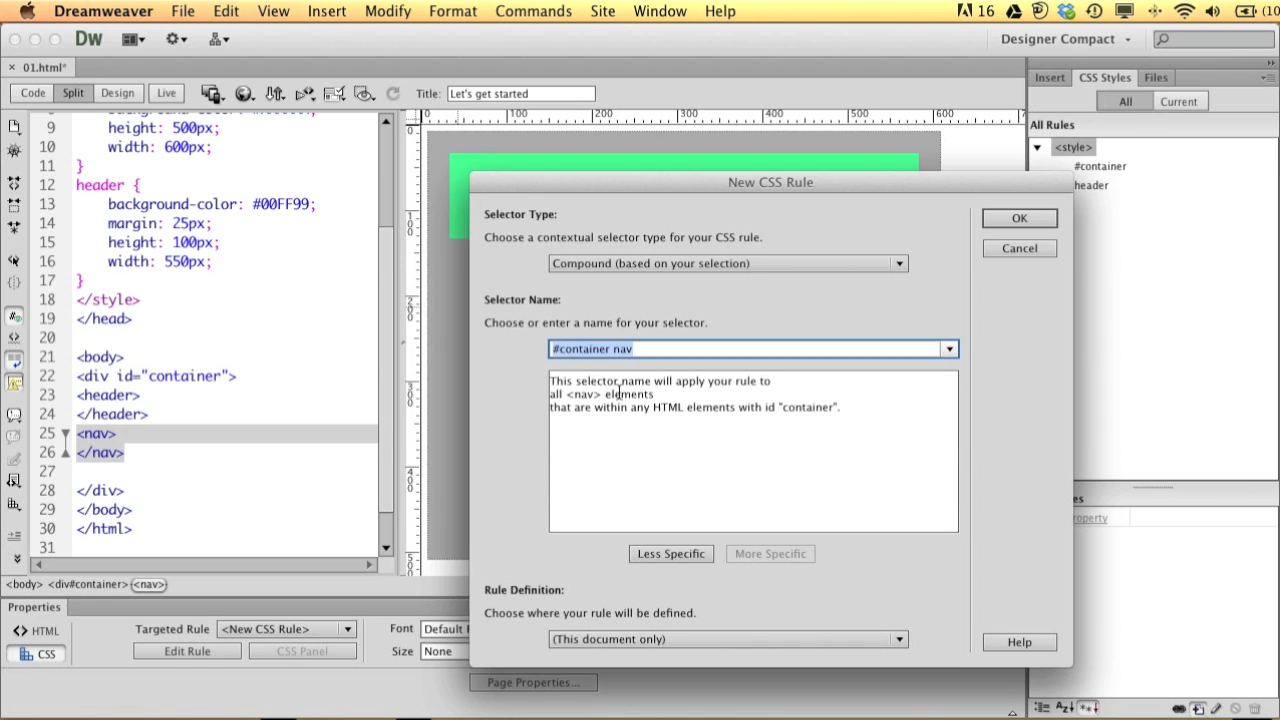 Dreamweaver File Edit View Insert Modify Format Commands Site Window Help 16 (10
Dw Designer Compact
× 01.html*
Code Split Design Live Title: Let's get started
Insert CSS Styles Files
All Current
All Rules
<style>
#container
header
0 100 200 300 400 500 600
9 height: 500px;
10 width: 600px;
11 }
12 header {
13 background-color: #00FF99;
14 margin: 25px;
15 height: 100px;
16 width: 550px;
17 }
18 </style>
19 </head>
20
21 <body>
22 <div id="container">
23 <header>
24 </header>
25 <nav>
26 </nav>
27
28 </div>
29 </body>
30 </html>
31
New CSS Rule
Selector Type:
Choose a contextual selector type for your CSS rule.
Compound (based on your selection)
Selector Name:
Choose or enter a name for your selector.
#container nav
This selector name will apply your rule to
all <nav> elements
that are within any HTML elements with id "container".
Less Specific More Specific
Rule Definition:
Choose where your rule will be defined.
(This document only)
OK
Cancel
Help
<body> <div#container> <nav>
Properties
HTML
CSS
Targeted Rule <New CSS Rule>
Edit Rule CSS Panel
Font Default
Size None
Page Properties...